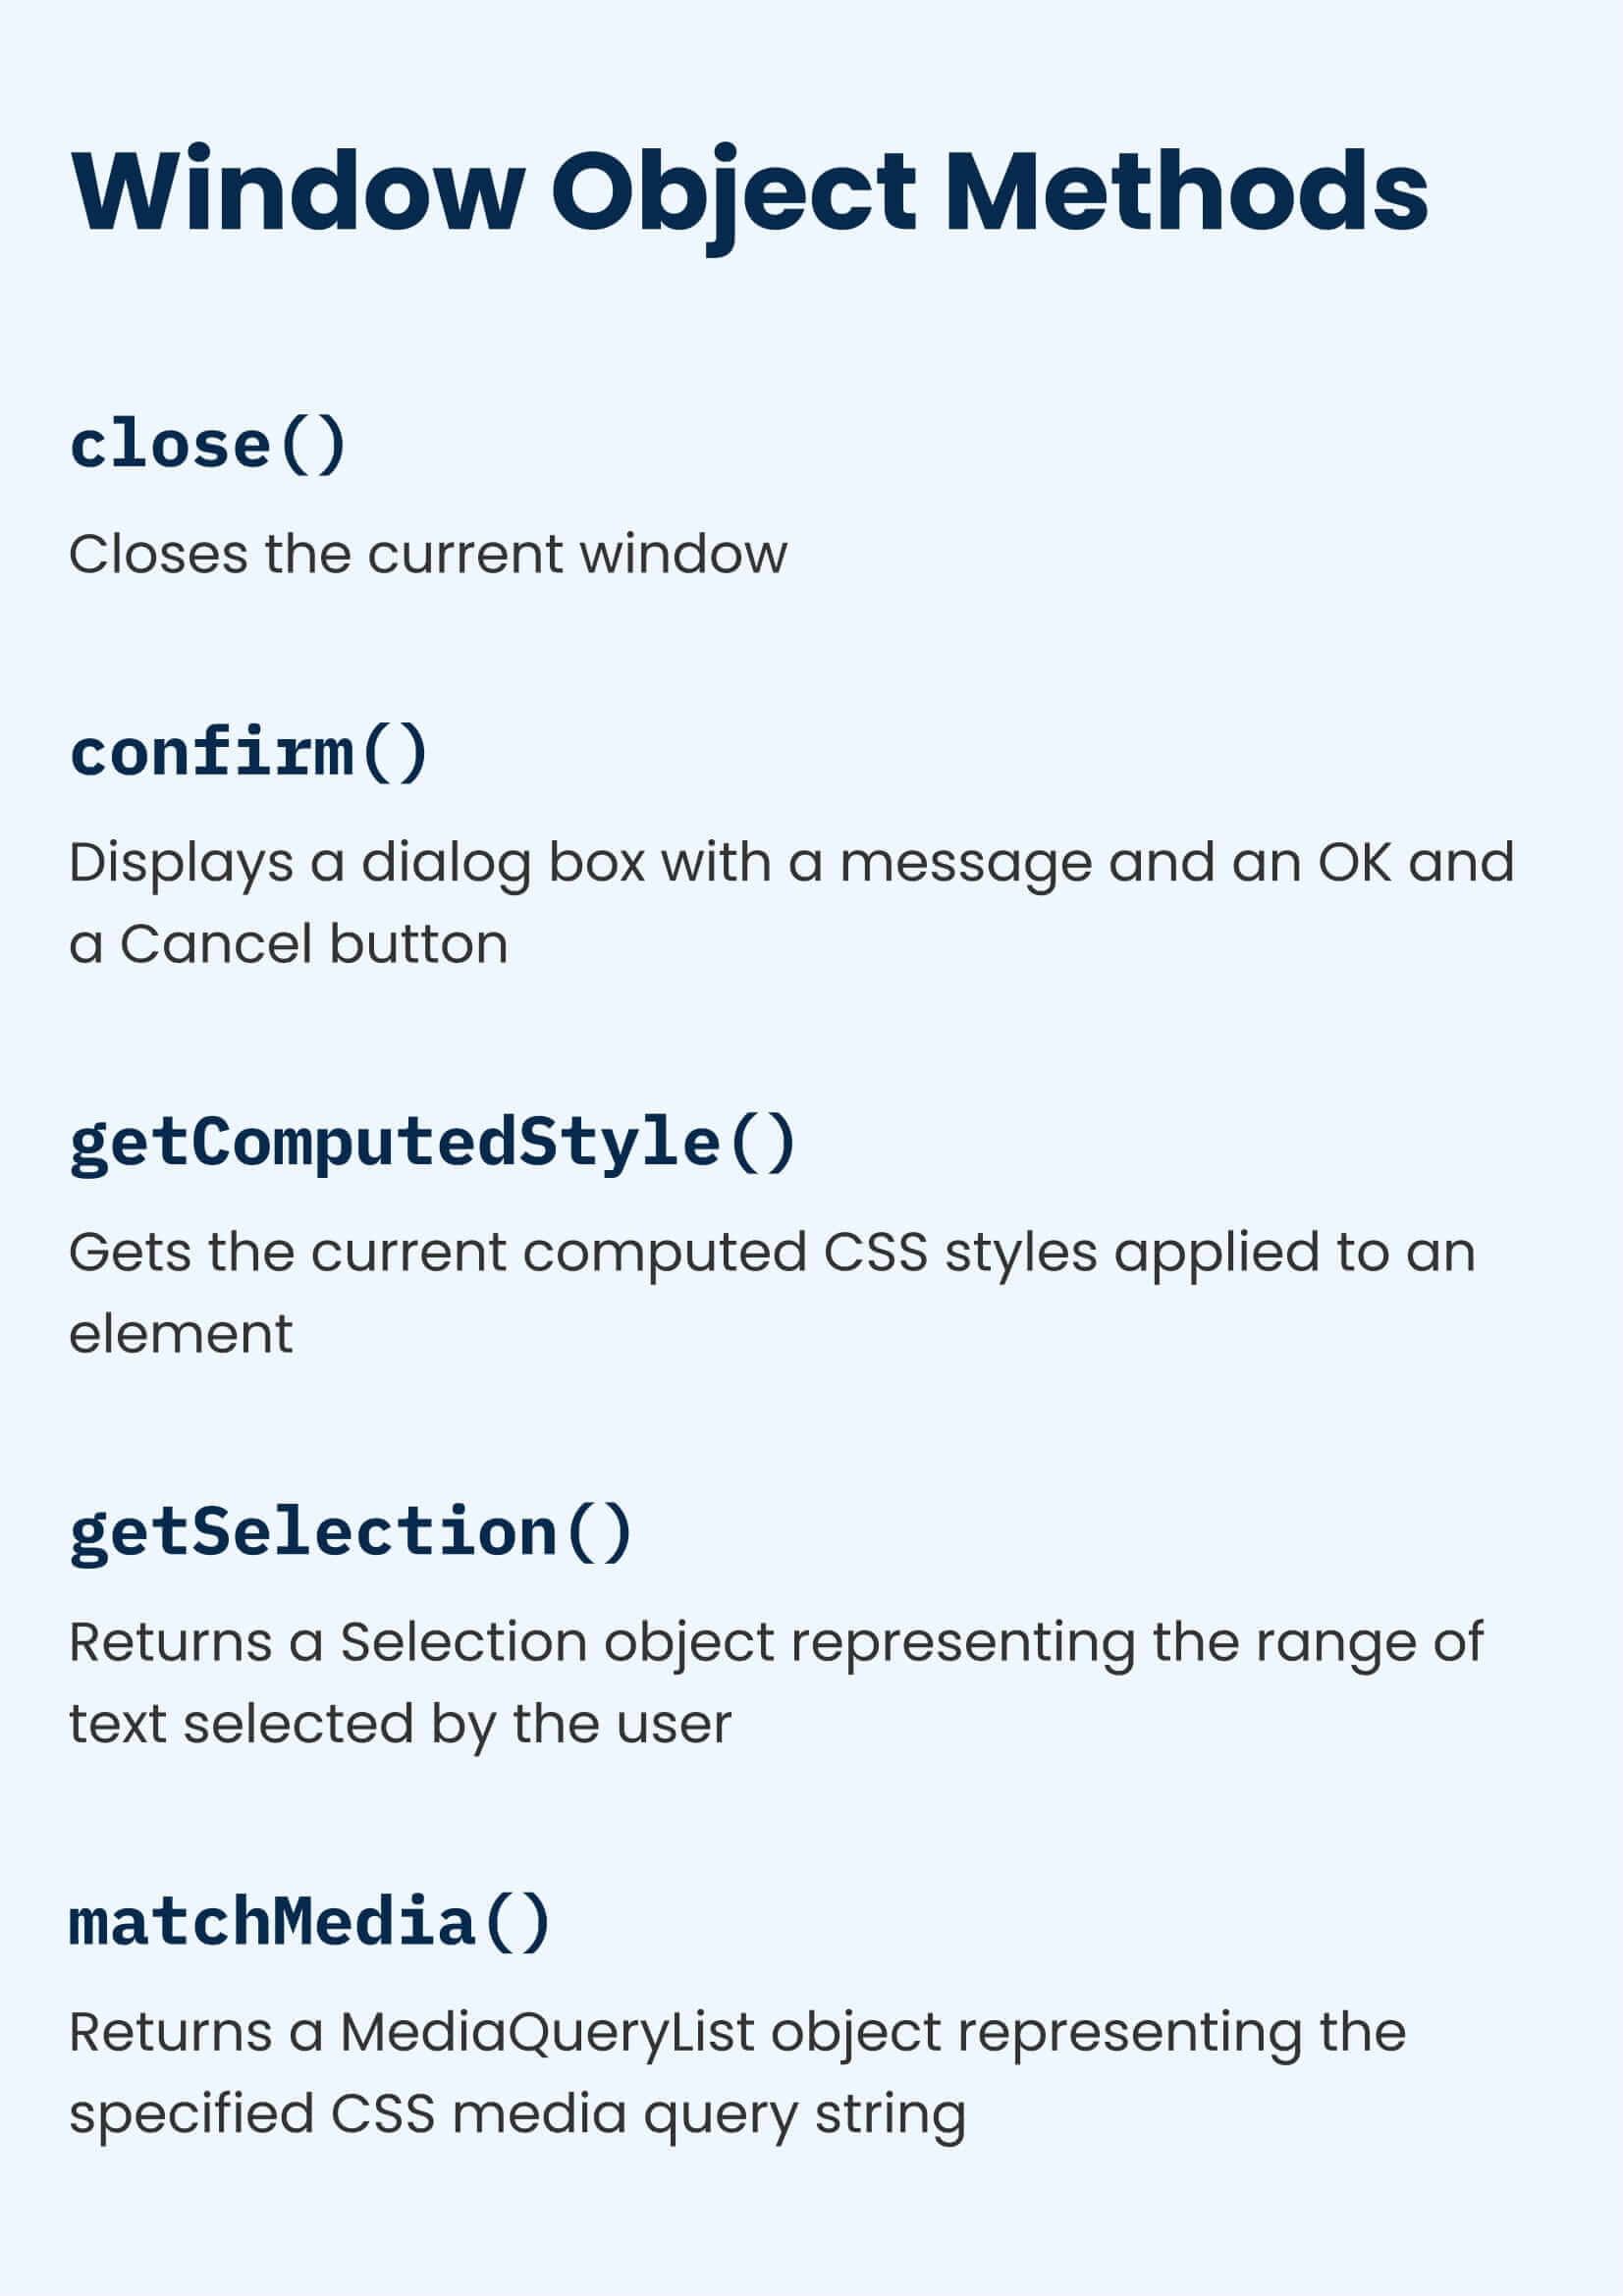 Window Object Methods
close()
Closes the current window
confirm()
Displays a dialog box with a message and an OK and
a Cancel button
getComputedStyle()
Gets the current computed CSS styles applied to an
element
getSelection()
Returns a Selection object representing the range of
text selected by the user
matchMedia()
Returns a MediaQueryList object representing the
specified CSS media query string